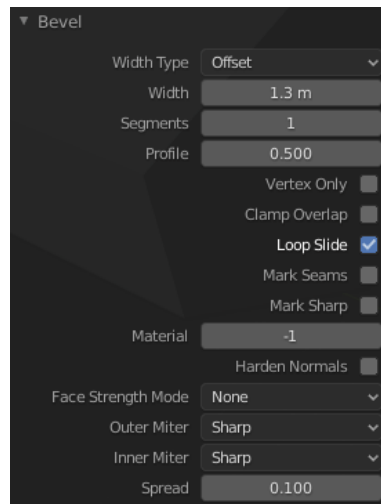 Bevel
Width Type Offset
Width 1.3 m
Segments 1
Profile 0.500
Vertex Only
Clamp Overlap
Loop Slide
Mark Seams
Mark Sharp
Material -1
Harden Normals
Face Strength Mode None
Outer Miter Sharp
Inner Miter Sharp
Spread 0.100